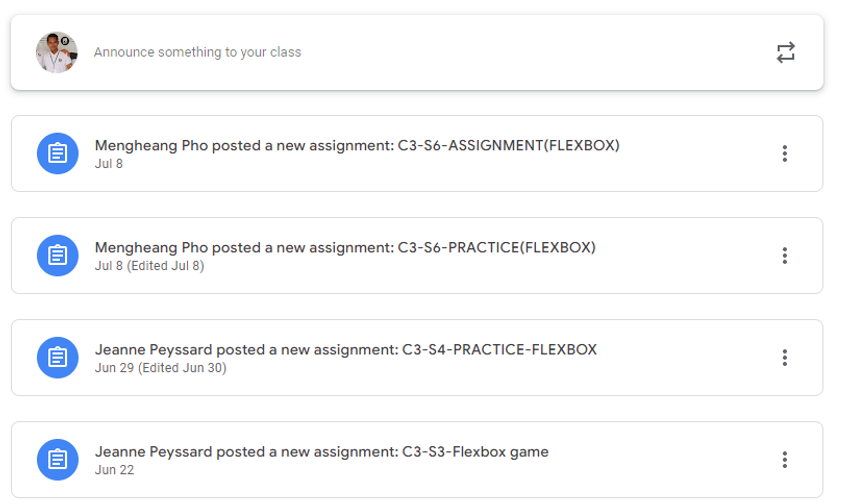 Announce something to your class
Mengheang Pho posted a new assignment: C3-S6-ASSIGNMENT(FLEXBOX)
Jul 8
Mengheang Pho posted a new assignment: C3-S6-PRACTICE(FLEXBOX)
Jul 8 (Edited Jul 8)
Jeanne Peyssard posted a new assignment: C3-S4-PRACTICE-FLEXBOX
Jun 29 (Edited Jun 30)
Jeanne Peyssard posted a new assignment: C3-S3-Flexbox game
Jun 22